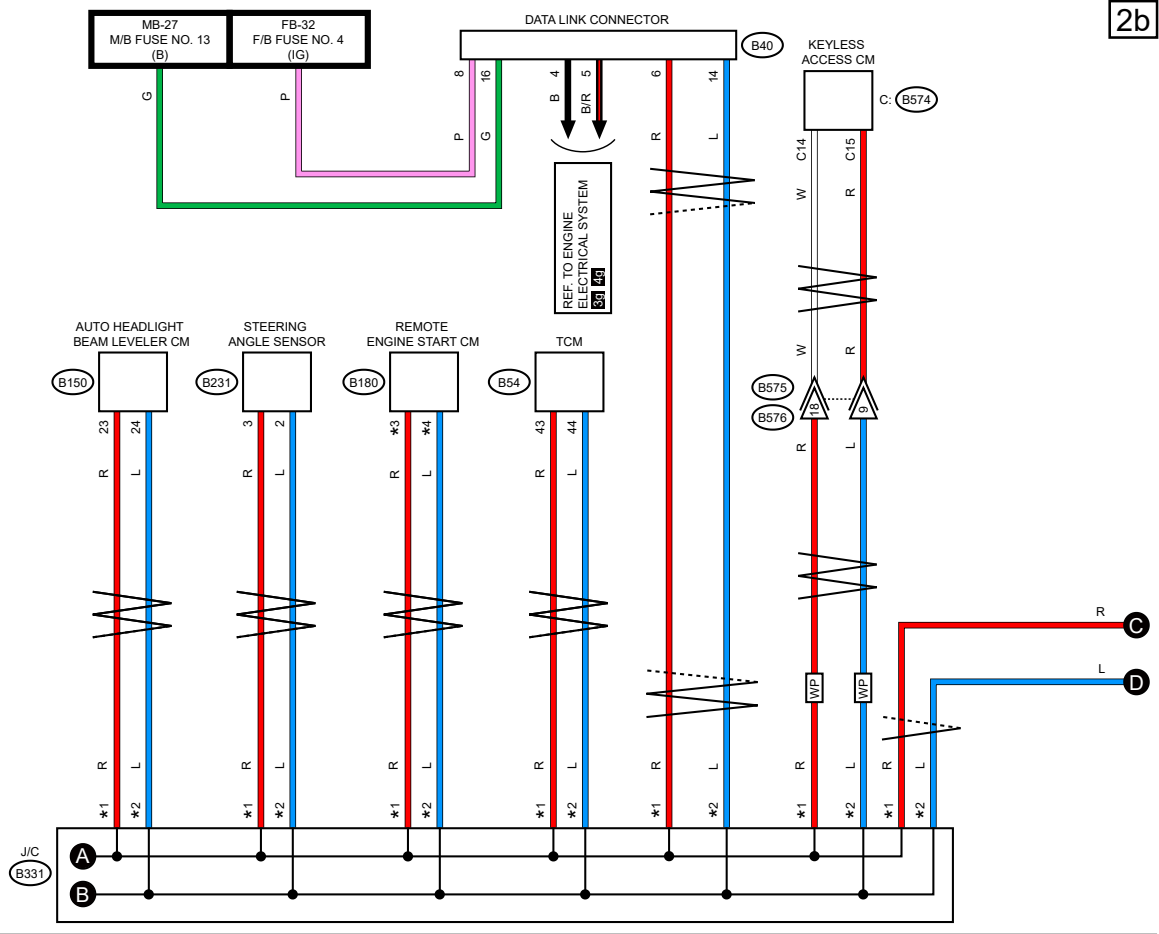 2b
MB-27
M/B FUSE NO. 13
(B)
FB-32
F/B FUSE NO. 4
(IG)
DATA LINK CONNECTOR
B40
KEYLESS
ACCESS CM
C: B574
8
16
4
5
6
14
G
P
B
B/R
P
G
R
L
C14
C15
W
R
REF. TO ENGINE
ELECTRICAL SYSTEM
3g 4g
AUTO HEADLIGHT
BEAM LEVELER CM
STEERING
ANGLE SENSOR
REMOTE
ENGINE START CM
TCM
W
R
B150
B231
B180
B54
B575
B576
18
9
23
24
3
2
*3
*4
43
44
R
L
R
L
R
L
R
L
R
L
R
C
L
D
WP
WP
R
L
R
L
R
L
R
L
R
L
R
L
R
L
*1
*2
*1
*2
*1
*2
*1
*2
*1
*2
*1
*2
*1
*2
J/C
B331
A
B